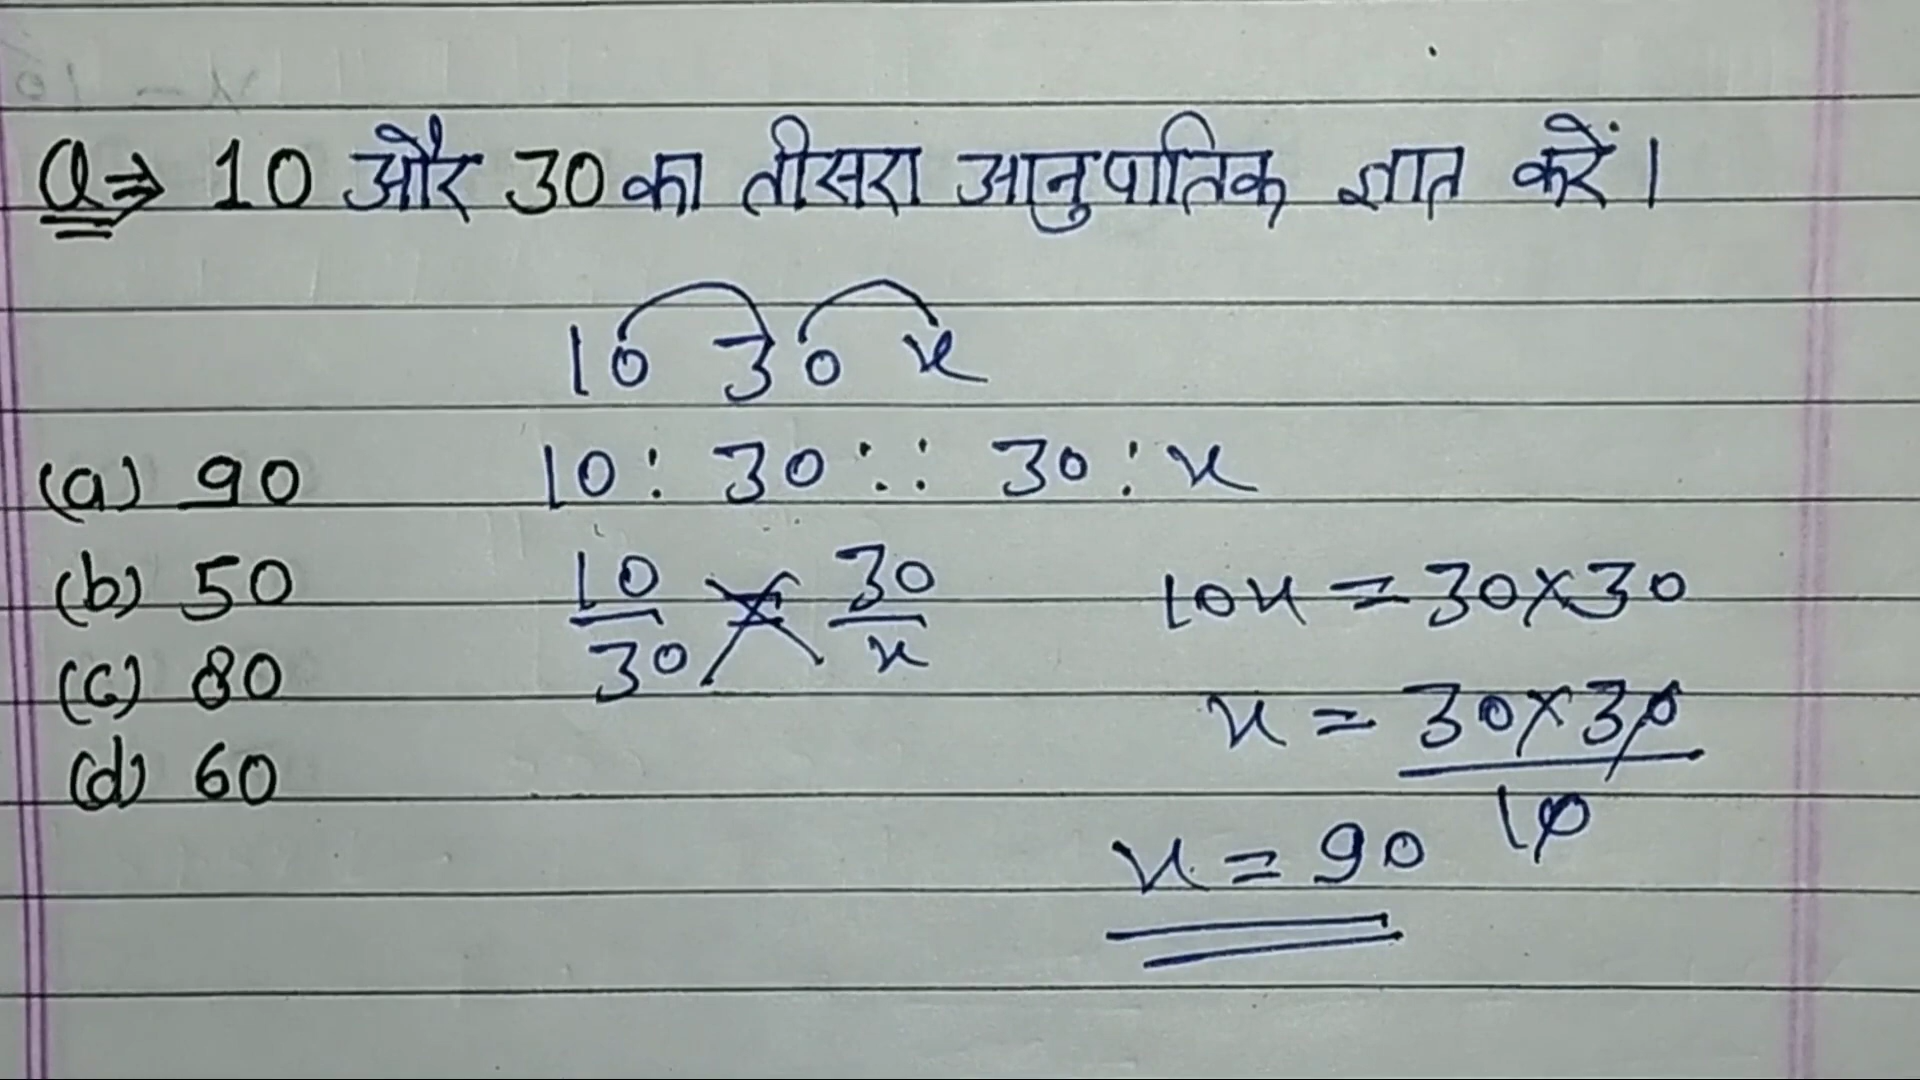 Q⇒ 10 और 30 का तीसरा आनुपातिक ज्ञात करें।
10 30 x
(a) 90
10 : 30 :: 30 : x
(b) 50
10/30 = 30/x
10x = 30×30
(c) 80
x = 30×30/10
(d) 60
x = 90